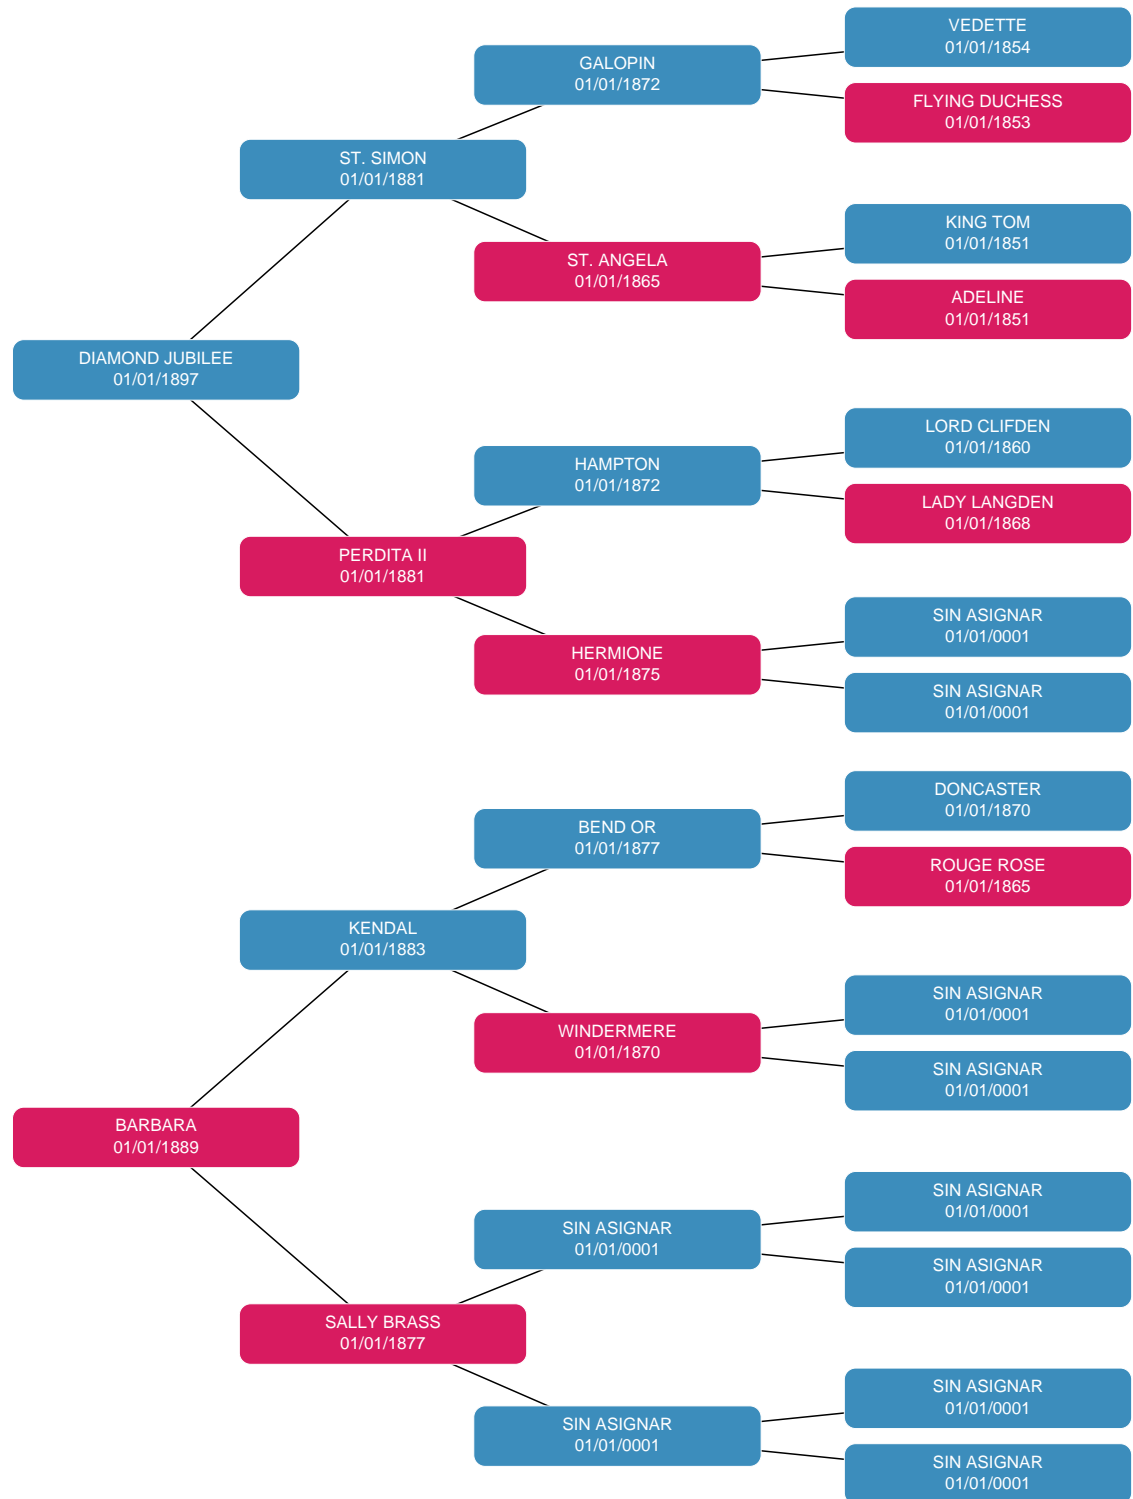 VEDETTE
01/01/1854
GALOPIN
01/01/1872
FLYING DUCHESS
01/01/1853
ST. SIMON
01/01/1881
KING TOM
01/01/1851
ST. ANGELA
01/01/1865
ADELINE
01/01/1851
DIAMOND JUBILEE
01/01/1897
LORD CLIFDEN
01/01/1860
HAMPTON
01/01/1872
LADY LANGDEN
01/01/1868
PERDITA II
01/01/1881
SIN ASIGNAR
01/01/0001
HERMIONE
01/01/1875
SIN ASIGNAR
01/01/0001
DONCASTER
01/01/1870
BEND OR
01/01/1877
ROUGE ROSE
01/01/1865
KENDAL
01/01/1883
SIN ASIGNAR
01/01/0001
WINDERMERE
01/01/1870
SIN ASIGNAR
01/01/0001
BARBARA
01/01/1889
SIN ASIGNAR
01/01/0001
SIN ASIGNAR
01/01/0001
SIN ASIGNAR
01/01/0001
SALLY BRASS
01/01/1877
SIN ASIGNAR
01/01/0001
SIN ASIGNAR
01/01/0001
SIN ASIGNAR
01/01/0001